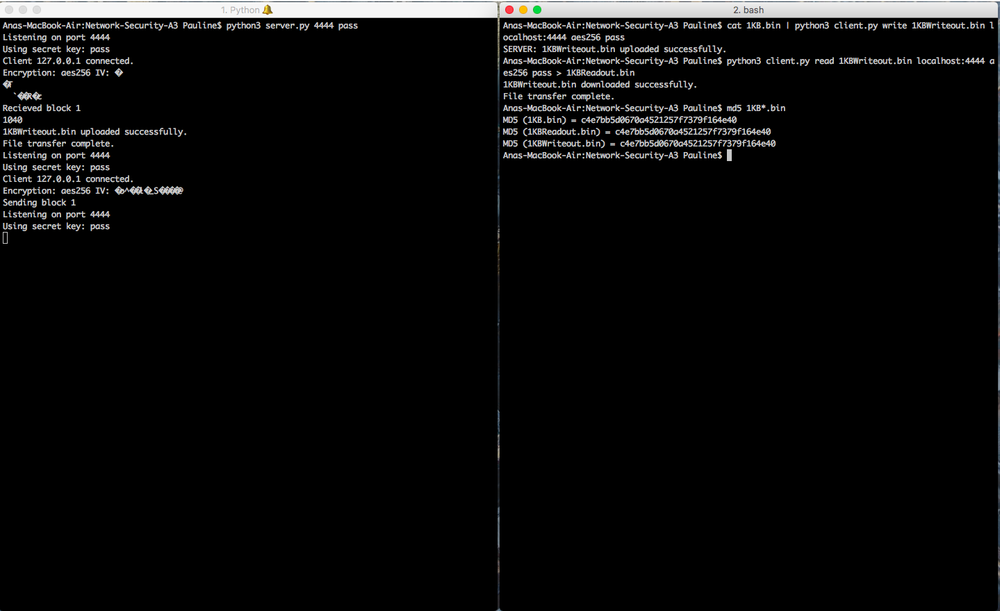 1. Python 🔔
Anas-MacBook-Air:Network-Security-A3 Pauline$ python3 server.py 4444 pass
Listening on port 4444
Using secret key: pass
Client 127.0.0.1 connected.
Encryption: aes256 IV: �
�T
`��R�c
Recieved block 1
1040
1KBWriteout.bin uploaded successfully.
File transfer complete.
Listening on port 4444
Using secret key: pass
Client 127.0.0.1 connected.
Encryption: aes256 IV: �o^��l�_S����@
Sending block 1
Listening on port 4444
Using secret key: pass
2. bash
Anas-MacBook-Air:Network-Security-A3 Pauline$ cat 1KB.bin | python3 client.py write 1KBWriteout.bin l
ocalhost:4444 aes256 pass
SERVER: 1KBWriteout.bin uploaded successfully.
Anas-MacBook-Air:Network-Security-A3 Pauline$ python3 client.py read 1KBWriteout.bin localhost:4444 a
es256 pass > 1KBReadout.bin
1KBWriteout.bin downloaded successfully.
File transfer complete.
Anas-MacBook-Air:Network-Security-A3 Pauline$ md5 1KB*.bin
MD5 (1KB.bin) = c4e7bb5d0670a4521257f7379f164e40
MD5 (1KBReadout.bin) = c4e7bb5d0670a4521257f7379f164e40
MD5 (1KBWriteout.bin) = c4e7bb5d0670a4521257f7379f164e40
Anas-MacBook-Air:Network-Security-A3 Pauline$